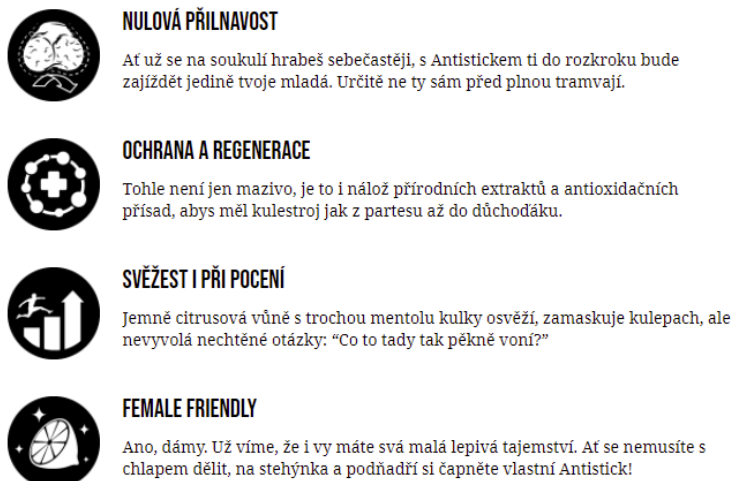 NULOVÁ PŘILNAVOST
Ať už se na soukulí hrabeš sebečastěji, s Antistickem ti do rozkroku bude
zajíždět jedině tvoje mladá. Určitě ne ty sám před plnou tramvají.
OCHRANA A REGENERACE
Tohle není jen mazivo, je to i nálož přírodních extraktů a antioxidačních
přísad, abys měl kulestroj jak z partesu až do důchoďáku.
SVĚŽEST I PŘI POCENÍ
Jemně citrusová vůně s trochou mentolu kulky osvěží, zamaskuje kulepach, ale
nevyvolá nechtěné otázky: “Co to tady tak pěkně voní?”
FEMALE FRIENDLY
Ano, dámy. Už víme, že i vy máte svá malá lepivá tajemství. Ať se nemusíte s
chlapem dělit, na stehýnka a podňadří si čapněte vlastní Antistick!